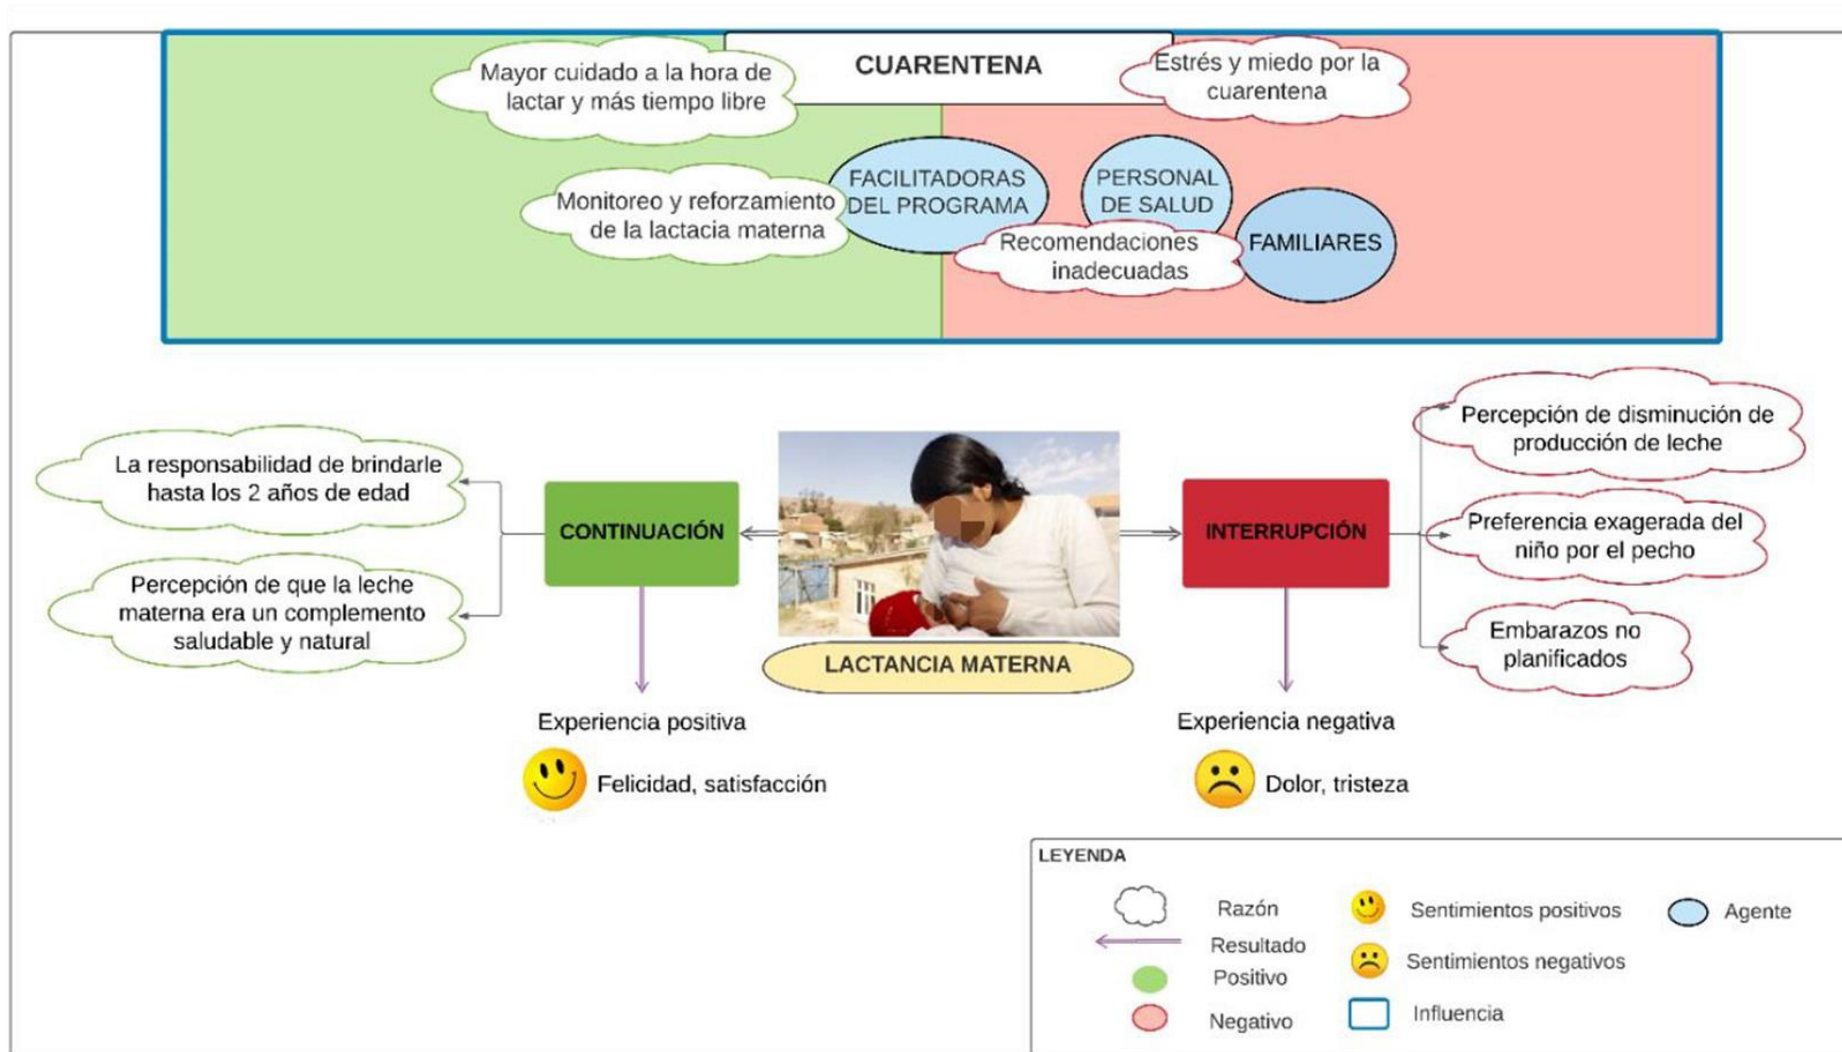 CUARENTENA
Mayor cuidado a la hora de
lactar y más tiempo libre
Estrés y miedo por la
cuarentena
Monitoreo y reforzamiento
de la lactacia materna
FACILITADORAS
DEL PROGRAMA
PERSONAL
DE SALUD
Recomendaciones
inadecuadas
FAMILIARES
La responsabilidad de brindarle
hasta los 2 años de edad
Percepción de que la leche
materna era un complemento
saludable y natural
CONTINUACIÓN
LACTANCIA MATERNA
INTERRUPCIÓN
Percepción de disminución de
producción de leche
Preferencia exagerada del
niño por el pecho
Embarazos no
planificados
Experiencia positiva
Felicidad, satisfacción
Experiencia negativa
Dolor, tristeza
LEYENDA
Razón
Resultado
Positivo
Negativo
Sentimientos positivos
Sentimientos negativos
Influencia
Agente